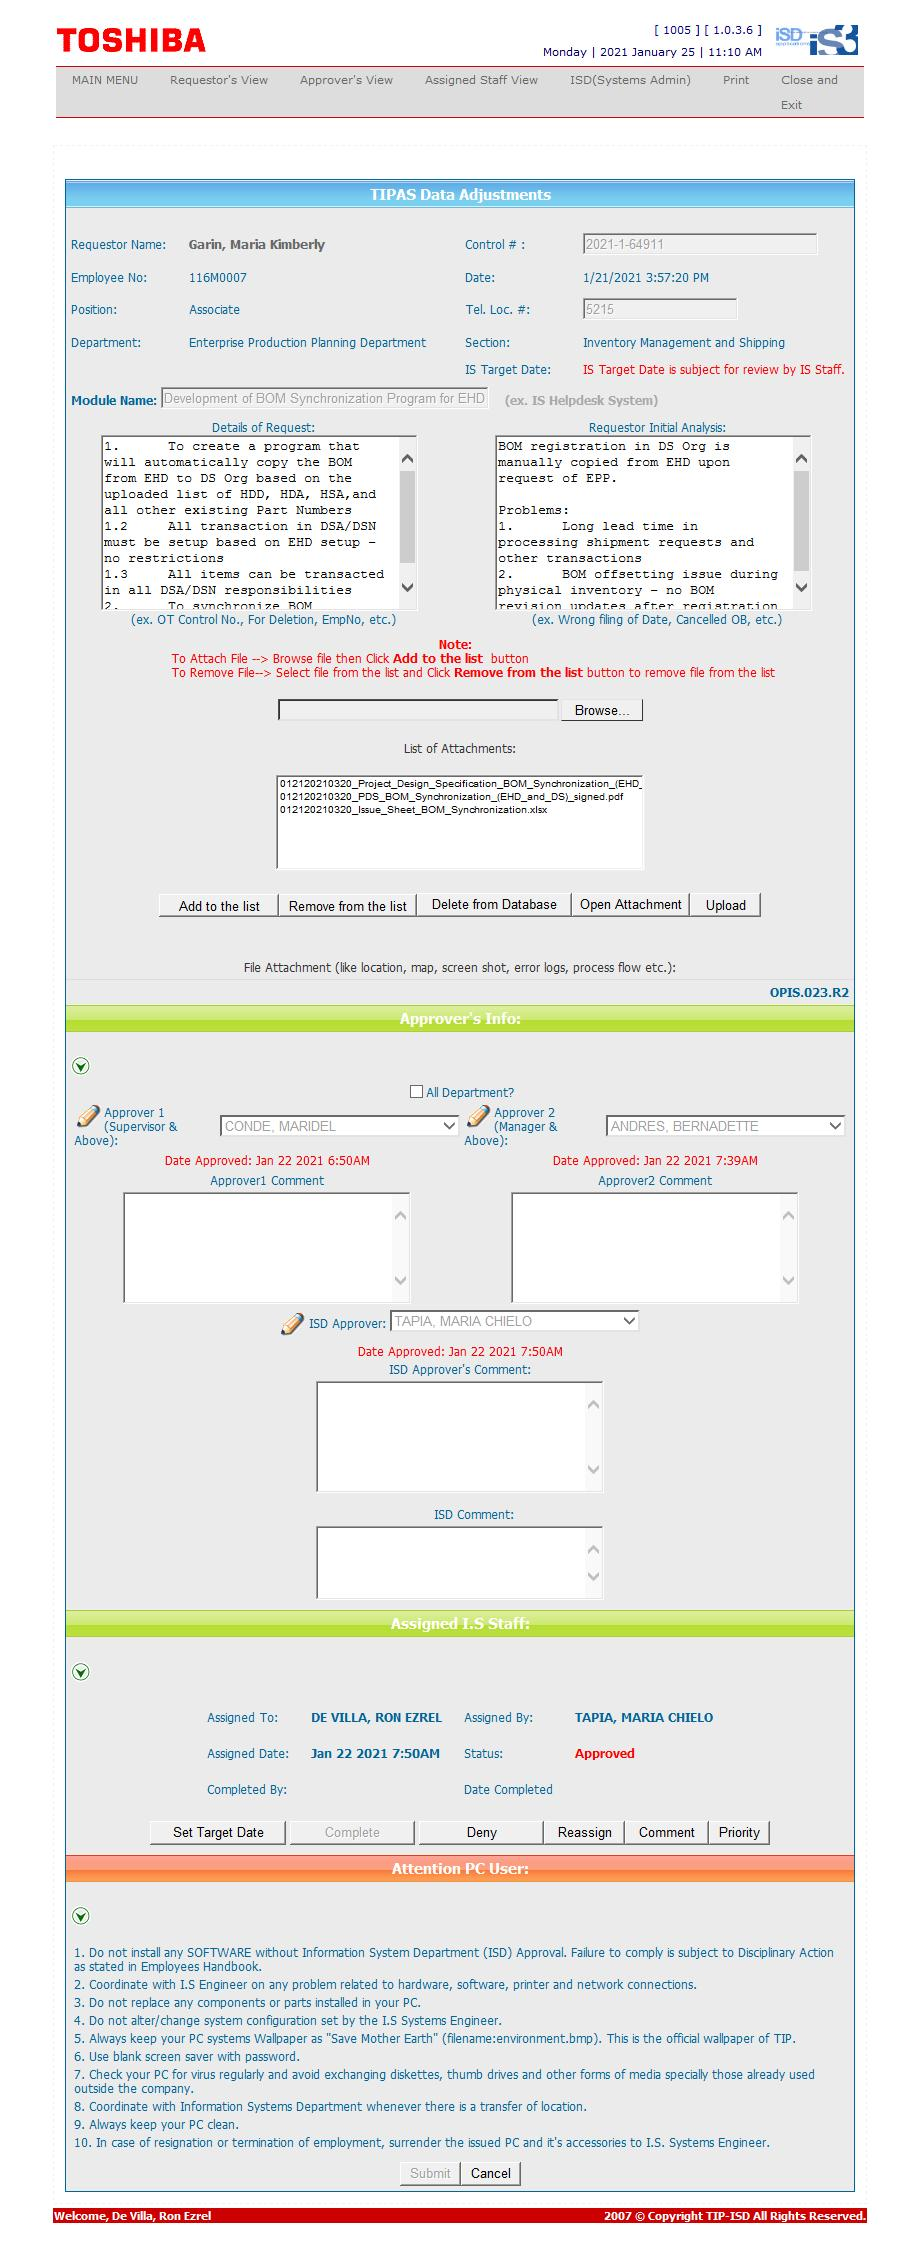 TOSHIBA
[ 1005 ] [ 1.0.3.6 ]
Monday | 2021 January 25 | 11:10 AM
MAIN MENU Requestor's View Approver's View Assigned Staff View ISD(Systems Admin) Print Close and Exit
TIPAS Data Adjustments
Requestor Name: Garin, Maria Kimberly Control # : 2021-1-64911
Employee No: 116M0007 Date: 1/21/2021 3:57:20 PM
Position: Associate Tel. Loc. #: 5215
Department: Enterprise Production Planning Department Section: Inventory Management and Shipping
IS Target Date: IS Target Date is subject for review by IS Staff.
Module Name: Development of BOM Synchronization Program for EHD (ex. IS Helpdesk System)
Details of Request:
1. To create a program that
will automatically copy the BOM
from EHD to DS Org based on the
uploaded list of HDD, HDA, HSA,and
all other existing Part Numbers
1.2 All transaction in DSA/DSN
must be setup based on EHD setup –
no restrictions
1.3 All items can be transacted
in all DSA/DSN responsibilities
2. To synchronize BOM
(ex. OT Control No., For Deletion, EmpNo, etc.)
Requestor Initial Analysis:
BOM registration in DS Org is
manually copied from EHD upon
request of EPP.
Problems:
1. Long lead time in
processing shipment requests and
other transactions
2. BOM offsetting issue during
physical inventory – no BOM
revision updates after registration
(ex. Wrong filing of Date, Cancelled OB, etc.)
Note:
To Attach File --> Browse file then Click Add to the list button
To Remove File--> Select file from the list and Click Remove from the list button to remove file from the list
Browse...
List of Attachments:
012120210320_Project_Design_Specification_BOM_Synchronization_(EHD_
012120210320_PDS_BOM_Synchronization_(EHD_and_DS)_signed.pdf
012120210320_Issue_Sheet_BOM_Synchronization.xlsx
Add to the list Remove from the list Delete from Database Open Attachment Upload
File Attachment (like location, map, screen shot, error logs, process flow etc.):
OPIS.023.R2
Approver's Info:
All Department?
Approver 1 (Supervisor & Above): CONDE, MARIDEL
Approver 2 (Manager & Above): ANDRES, BERNADETTE
Date Approved: Jan 22 2021 6:50AM Date Approved: Jan 22 2021 7:39AM
Approver1 Comment Approver2 Comment
ISD Approver: TAPIA, MARIA CHIELO
Date Approved: Jan 22 2021 7:50AM
ISD Approver's Comment:
ISD Comment:
Assigned I.S Staff:
Assigned To: DE VILLA, RON EZREL Assigned By: TAPIA, MARIA CHIELO
Assigned Date: Jan 22 2021 7:50AM Status: Approved
Completed By: Date Completed
Set Target Date Complete Deny Reassign Comment Priority
Attention PC User:
1. Do not install any SOFTWARE without Information System Department (ISD) Approval. Failure to comply is subject to Disciplinary Action
as stated in Employees Handbook.
2. Coordinate with I.S Engineer on any problem related to hardware, software, printer and network connections.
3. Do not replace any components or parts installed in your PC.
4. Do not alter/change system configuration set by the I.S Systems Engineer.
5. Always keep your PC systems Wallpaper as "Save Mother Earth" (filename:environment.bmp). This is the official wallpaper of TIP.
6. Use blank screen saver with password.
7. Check your PC for virus regularly and avoid exchanging diskettes, thumb drives and other forms of media specially those already used
outside the company.
8. Coordinate with Information Systems Department whenever there is a transfer of location.
9. Always keep your PC clean.
10. In case of resignation or termination of employment, surrender the issued PC and it's accessories to I.S. Systems Engineer.
Submit Cancel
Welcome, De Villa, Ron Ezrel 2007 © Copyright TIP-ISD All Rights Reserved.